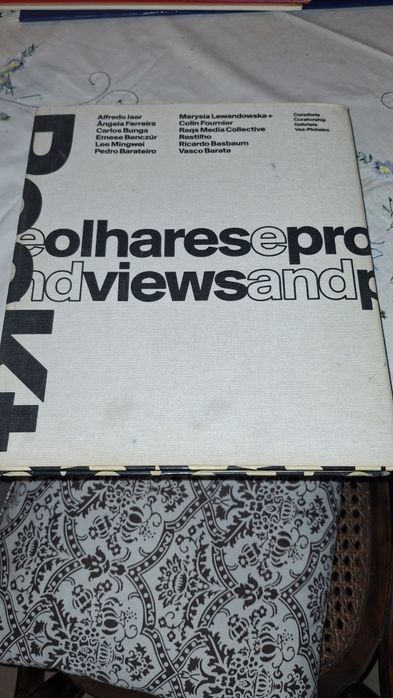 Alfredo Jaar
Ângela Ferreira
Carlos Bunga
Emese Benczúr
Lee Mingwei
Pedro Barateiro
Marysia Lewandowska +
Colin Fournier
Raqs Media Collective
Rastilho
Ricardo Basbaum
Vasco Barata
Curadoria
Curatorship
Gabriela
Vaz-Pinheiro
eolharesepro
ndviewsandp